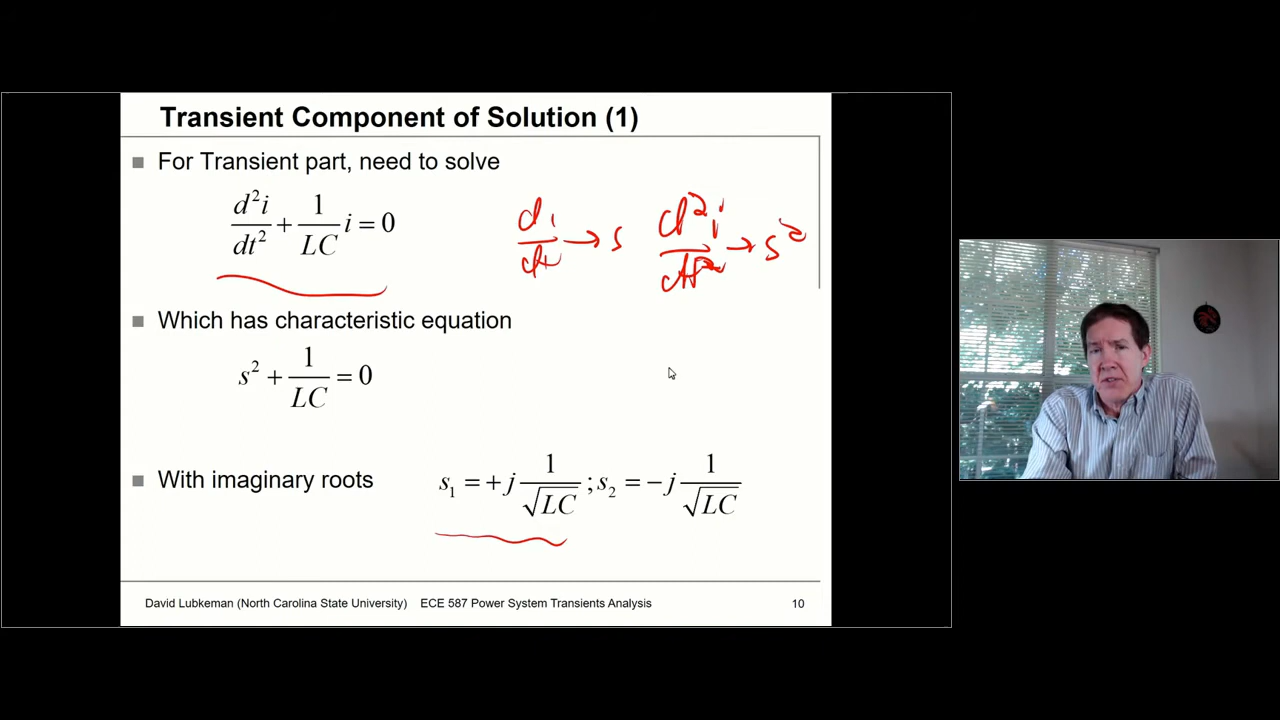 Transient Component of Solution (1)
For Transient part, need to solve
d²i/dt² + 1/LC i = 0
di/dt → s d²i/dt² → s²
Which has characteristic equation
s² + 1/LC = 0
With imaginary roots s₁ = +j 1/√LC ; s₂ = −j 1/√LC
David Lubkeman (North Carolina State University) ECE 587 Power System Transients Analysis 10